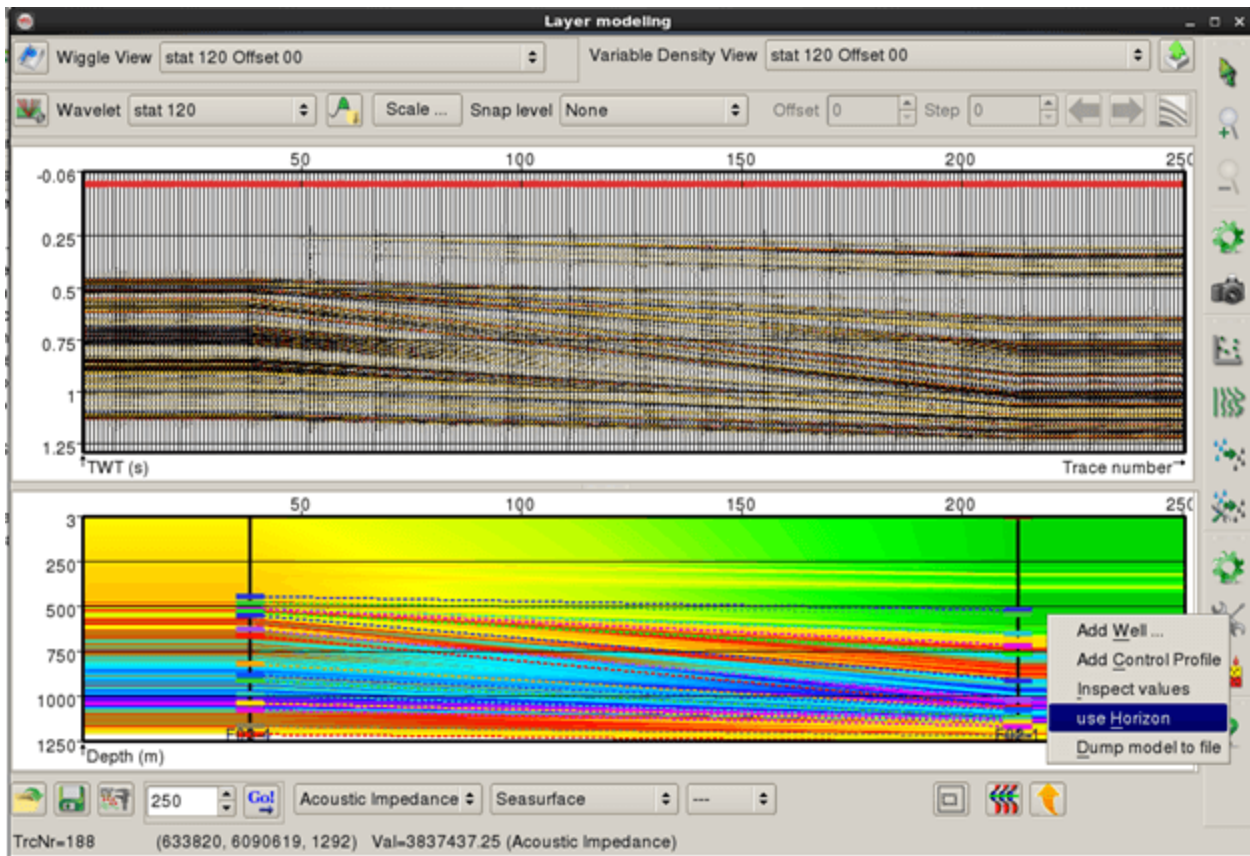 Layer modeling
Wiggle View stat 120 Offset 00 Variable Density View stat 120 Offset 00
Wavelet stat 120 Scale ... Snap level None Offset 0 Step 0
50 100 150 200 250
-0.06
0.25
0.5
0.75
1
1.25
TWT (s) Trace number
50 100 150 200 250
3
250
500
750
1000
1250
Depth (m)
Add Well ...
Add Control Profile
Inspect values
use Horizon
Dump model to file
250 Go! Acoustic Impedance Seasurface ---
TrcNr=188 (633820, 6090619, 1292) Val=3837437.25 (Acoustic Impedance)